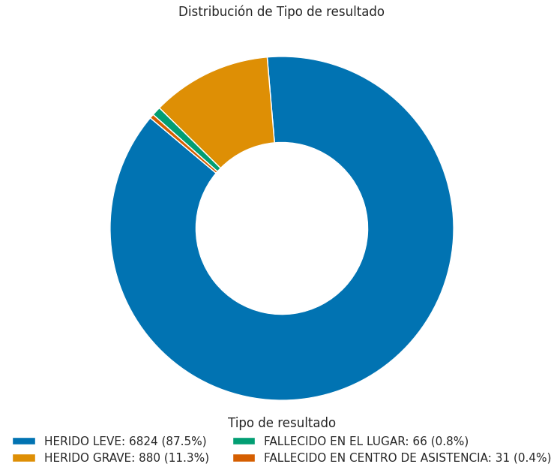 Distribución de Tipo de resultado
Tipo de resultado
HERIDO LEVE: 6824 (87.5%)
HERIDO GRAVE: 880 (11.3%)
FALLECIDO EN EL LUGAR: 66 (0.8%)
FALLECIDO EN CENTRO DE ASISTENCIA: 31 (0.4%)